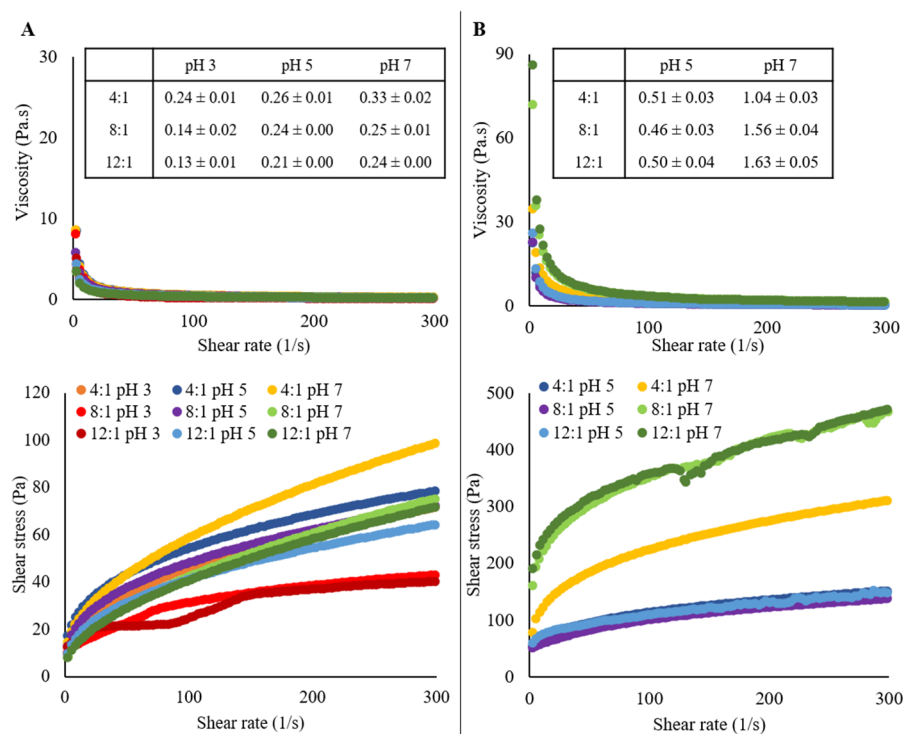 A
30
20
10
0
Viscosity (Pa.s)
pH 3 pH 5 pH 7
4:1 0.24 ± 0.01 0.26 ± 0.01 0.33 ± 0.02
8:1 0.14 ± 0.02 0.24 ± 0.00 0.25 ± 0.01
12:1 0.13 ± 0.01 0.21 ± 0.00 0.24 ± 0.00
0 100 200 300
Shear rate (1/s)
B
90
60
30
0
Viscosity (Pa.s)
pH 5 pH 7
4:1 0.51 ± 0.03 1.04 ± 0.03
8:1 0.46 ± 0.03 1.56 ± 0.04
12:1 0.50 ± 0.04 1.63 ± 0.05
0 100 200 300
Shear rate (1/s)
120
100
80
60
40
20
0
Shear stress (Pa)
4:1 pH 3 4:1 pH 5 4:1 pH 7
8:1 pH 3 8:1 pH 5 8:1 pH 7
12:1 pH 3 12:1 pH 5 12:1 pH 7
0 100 200 300
Shear rate (1/s)
500
400
300
200
100
0
Shear stress (Pa)
4:1 pH 5 4:1 pH 7
8:1 pH 5 8:1 pH 7
12:1 pH 5 12:1 pH 7
0 100 200 300
Shear rate (1/s)